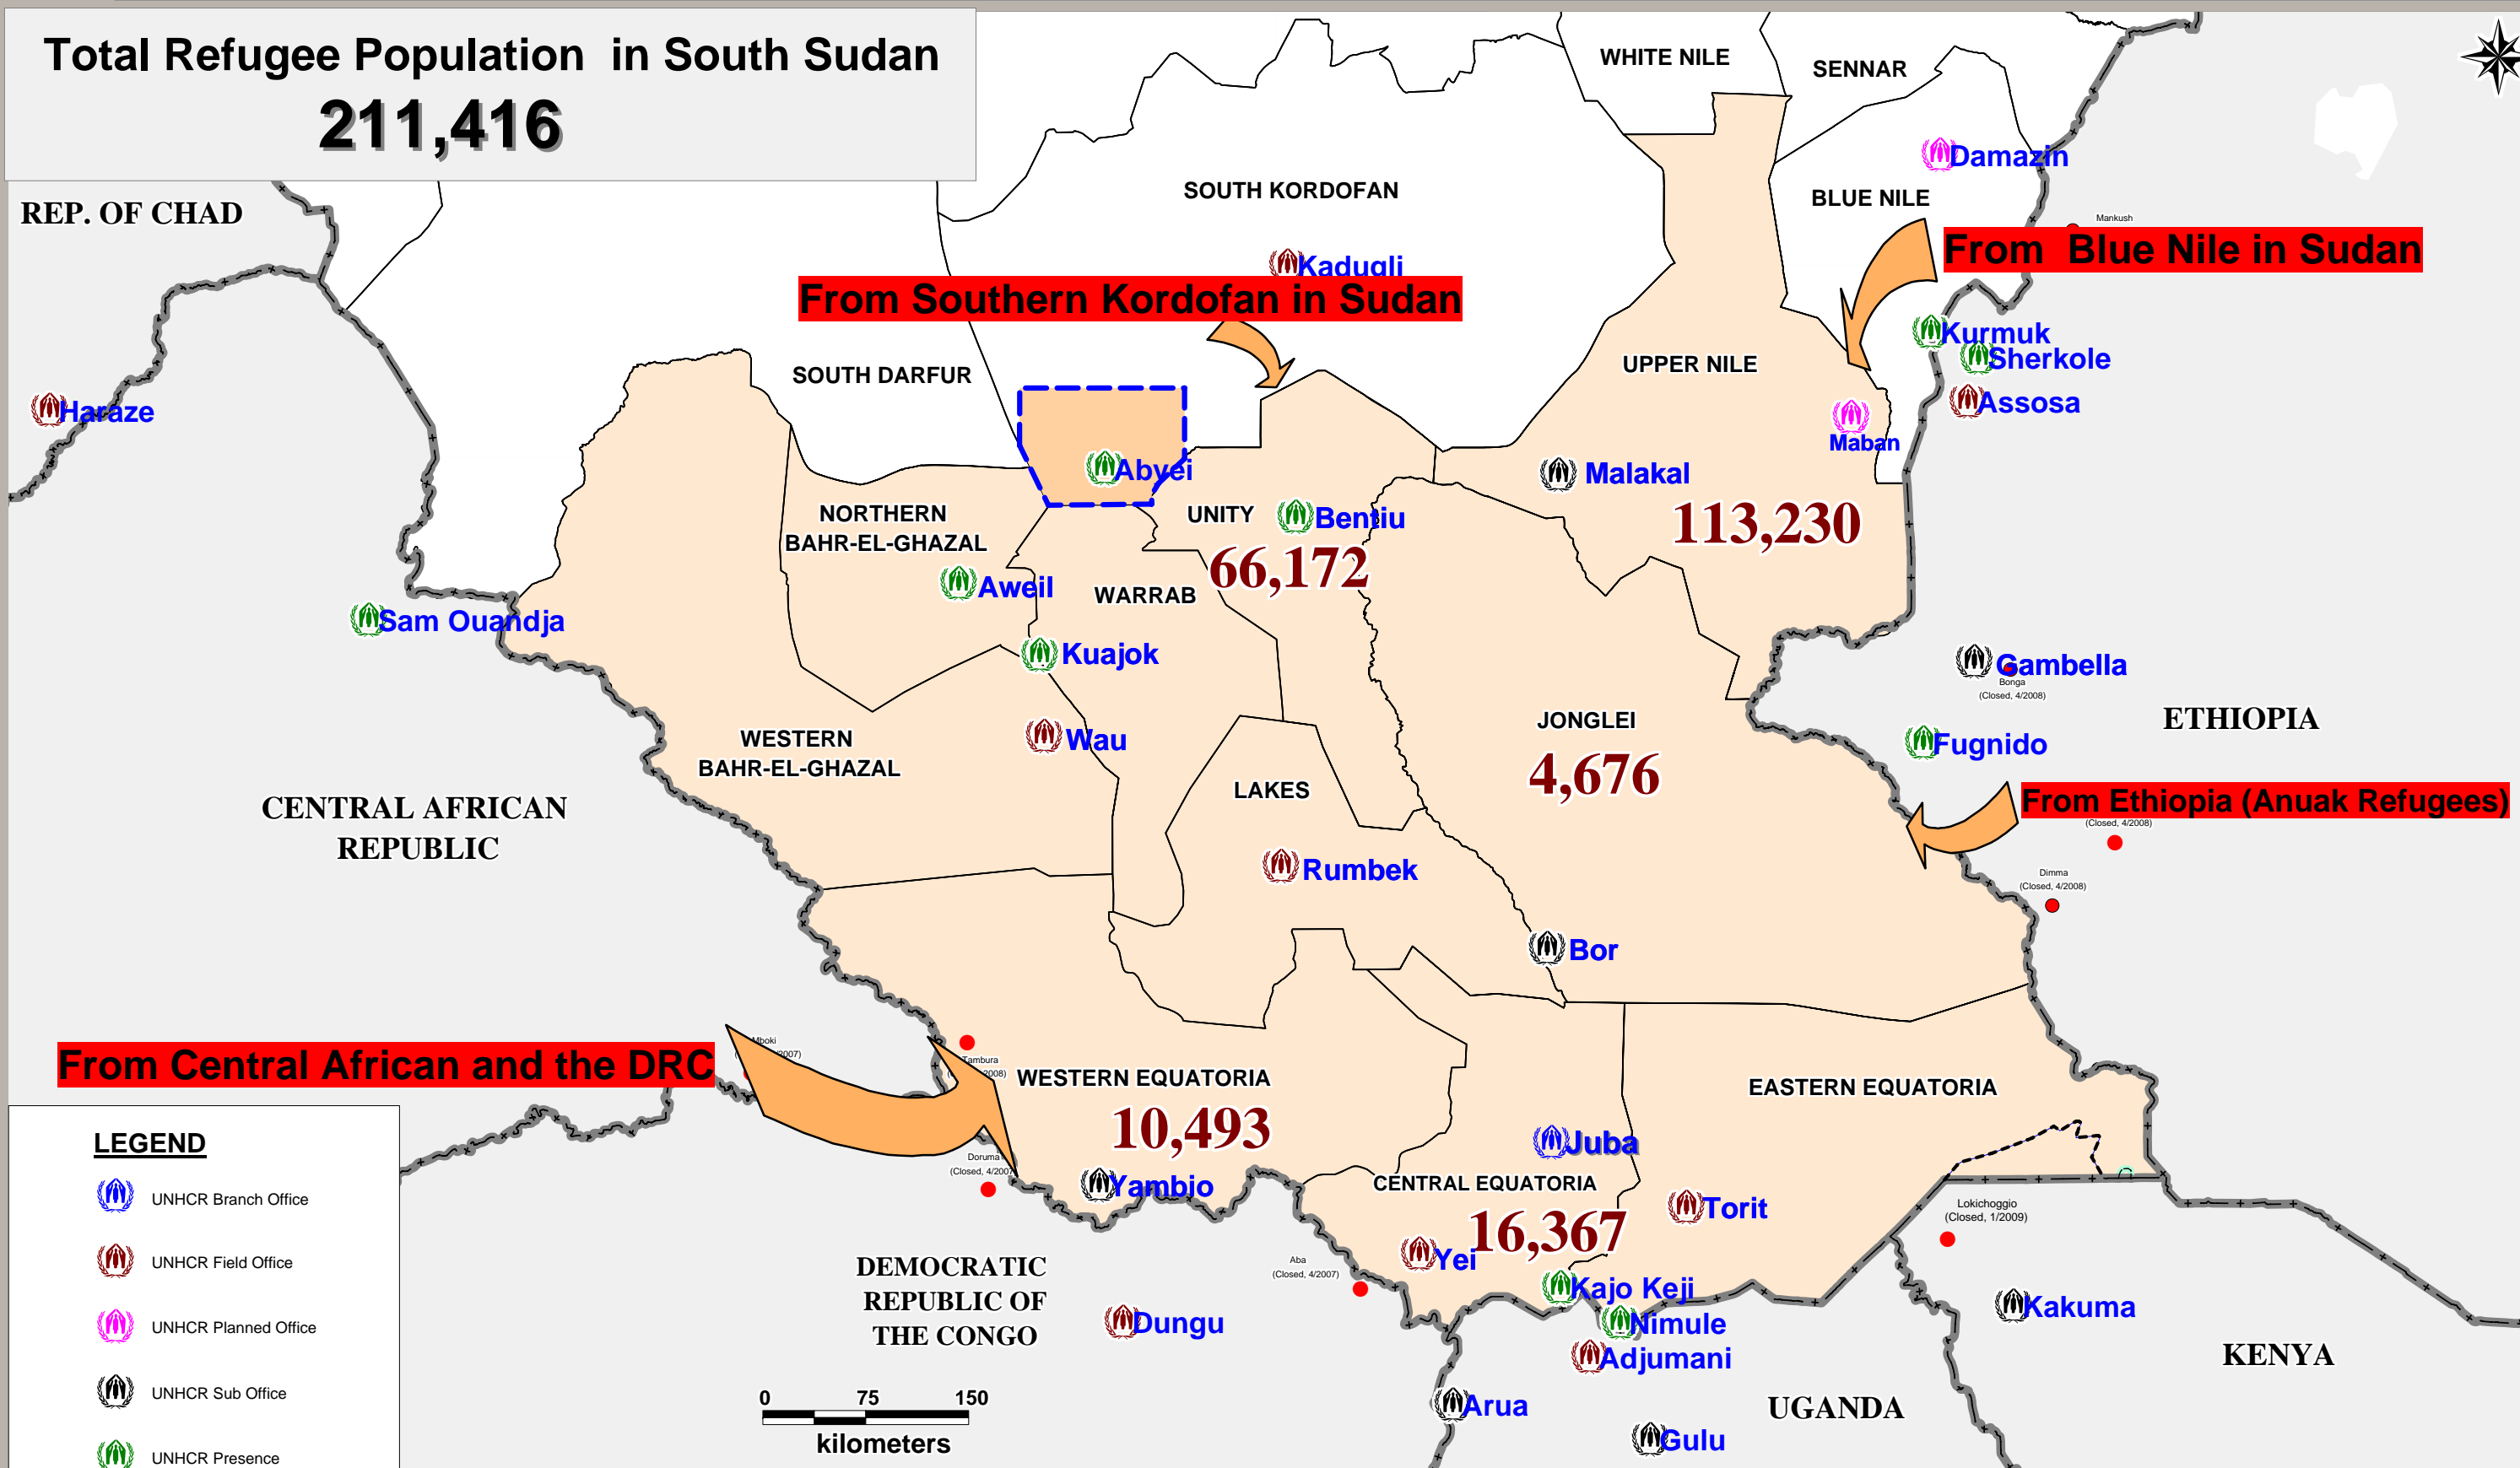 Total Refugee Population in South Sudan
211,416
WHITE NILE
SENNAR
Damazin
REP. OF CHAD
SOUTH KORDOFAN
BLUE NILE
Mankush
From Blue Nile in Sudan
Kadugli
From Southern Kordofan in Sudan
Kurmuk
Sherkole
SOUTH DARFUR
UPPER NILE
Assosa
Haraze
Maban
Abyei
Malakal
NORTHERN
BAHR-EL-GHAZAL
UNITY
Bentiu
113,230
66,172
Aweil
WARRAB
Sam Ouandja
Kuajok
Gambella
Bonga
(Closed, 4/2008)
ETHIOPIA
JONGLEI
WESTERN
BAHR-EL-GHAZAL
Wau
Fugnido
4,676
LAKES
CENTRAL AFRICAN
REPUBLIC
From Ethiopia (Anuak Refugees)
(Closed, 4/2008)
Rumbek
Dimma
(Closed, 4/2008)
Bor
Mboki
2007)
From Central African and the DRC
Tambura
2008)
WESTERN EQUATORIA
EASTERN EQUATORIA
10,493
Juba
Doruma
(Closed, 4/2007
Yambio
CENTRAL EQUATORIA
16,367
Torit
Lokichoggio
(Closed, 1/2009)
Yei
Aba
(Closed, 4/2007)
DEMOCRATIC
REPUBLIC OF
THE CONGO
Kajo Keji
Dungu
Nimule
Kakuma
Adjumani
KENYA
Arua
UGANDA
Gulu
0 75 150
kilometers
LEGEND
UNHCR Branch Office
UNHCR Field Office
UNHCR Planned Office
UNHCR Sub Office
UNHCR Presence